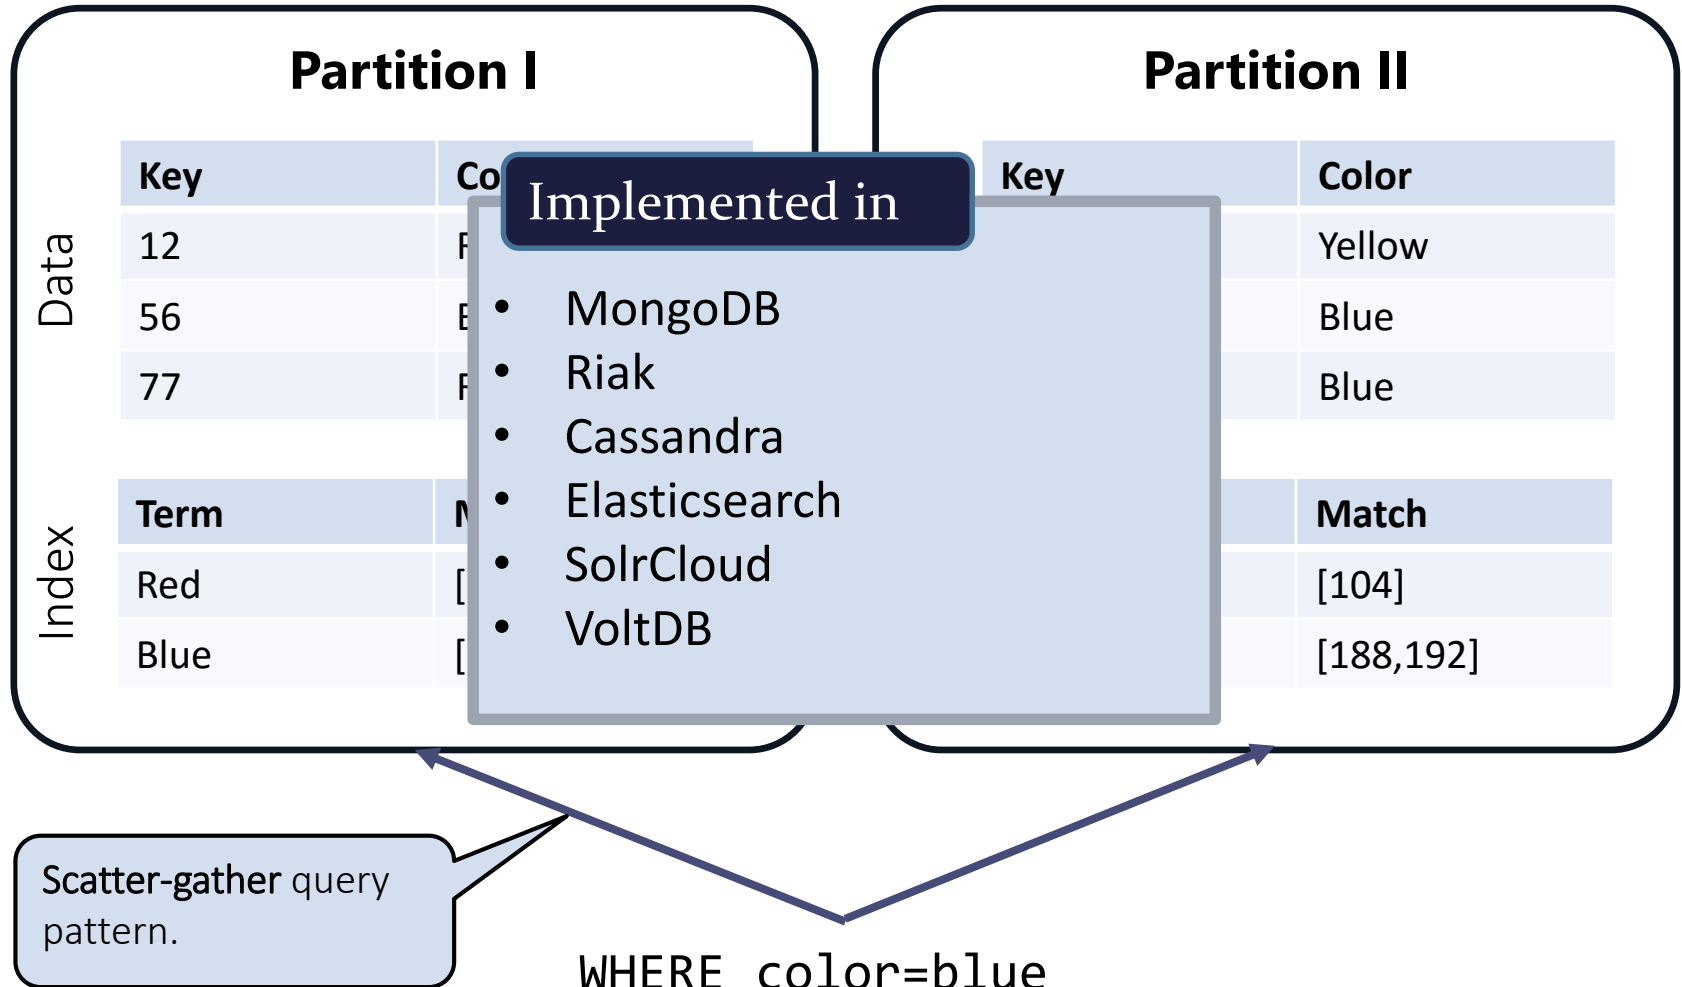 Partition I
Partition II
Data
Key
12
56
77
Key
Color
Yellow
Blue
Blue
Implemented in
• MongoDB
• Riak
• Cassandra
• Elasticsearch
• SolrCloud
• VoltDB
Index
Term
Red
Blue
Match
[104]
[188,192]
Scatter-gather query
pattern.
WHERE color=blue